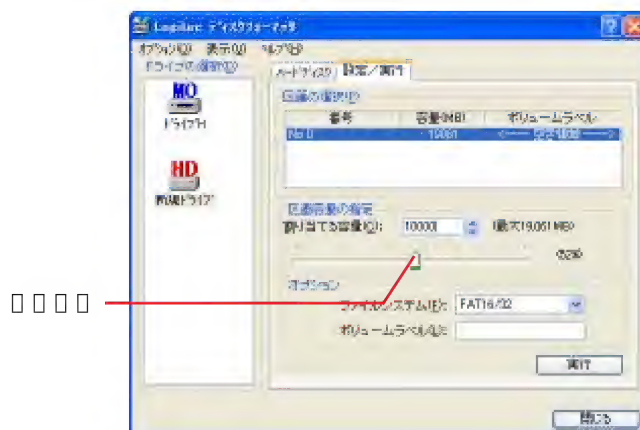 Logitec ディスクフォーマッタ
オプション(O) 表示(V) ヘルプ(H)
ドライブの選択(D)
MO
ドライブH
HD
新規ドライブ
ハードディスク 設定/実行
区画の選択(P)
番号 容量(MB) ボリュームラベル
No.0 19061 <--- 空き領域 --->
区画容量の指定
割り当てる容量(C): 10000 (最大19,061MB)
オプション
ファイルシステム(F): FAT16/32
ボリュームラベル(L):
実行
閉じる
□□□□